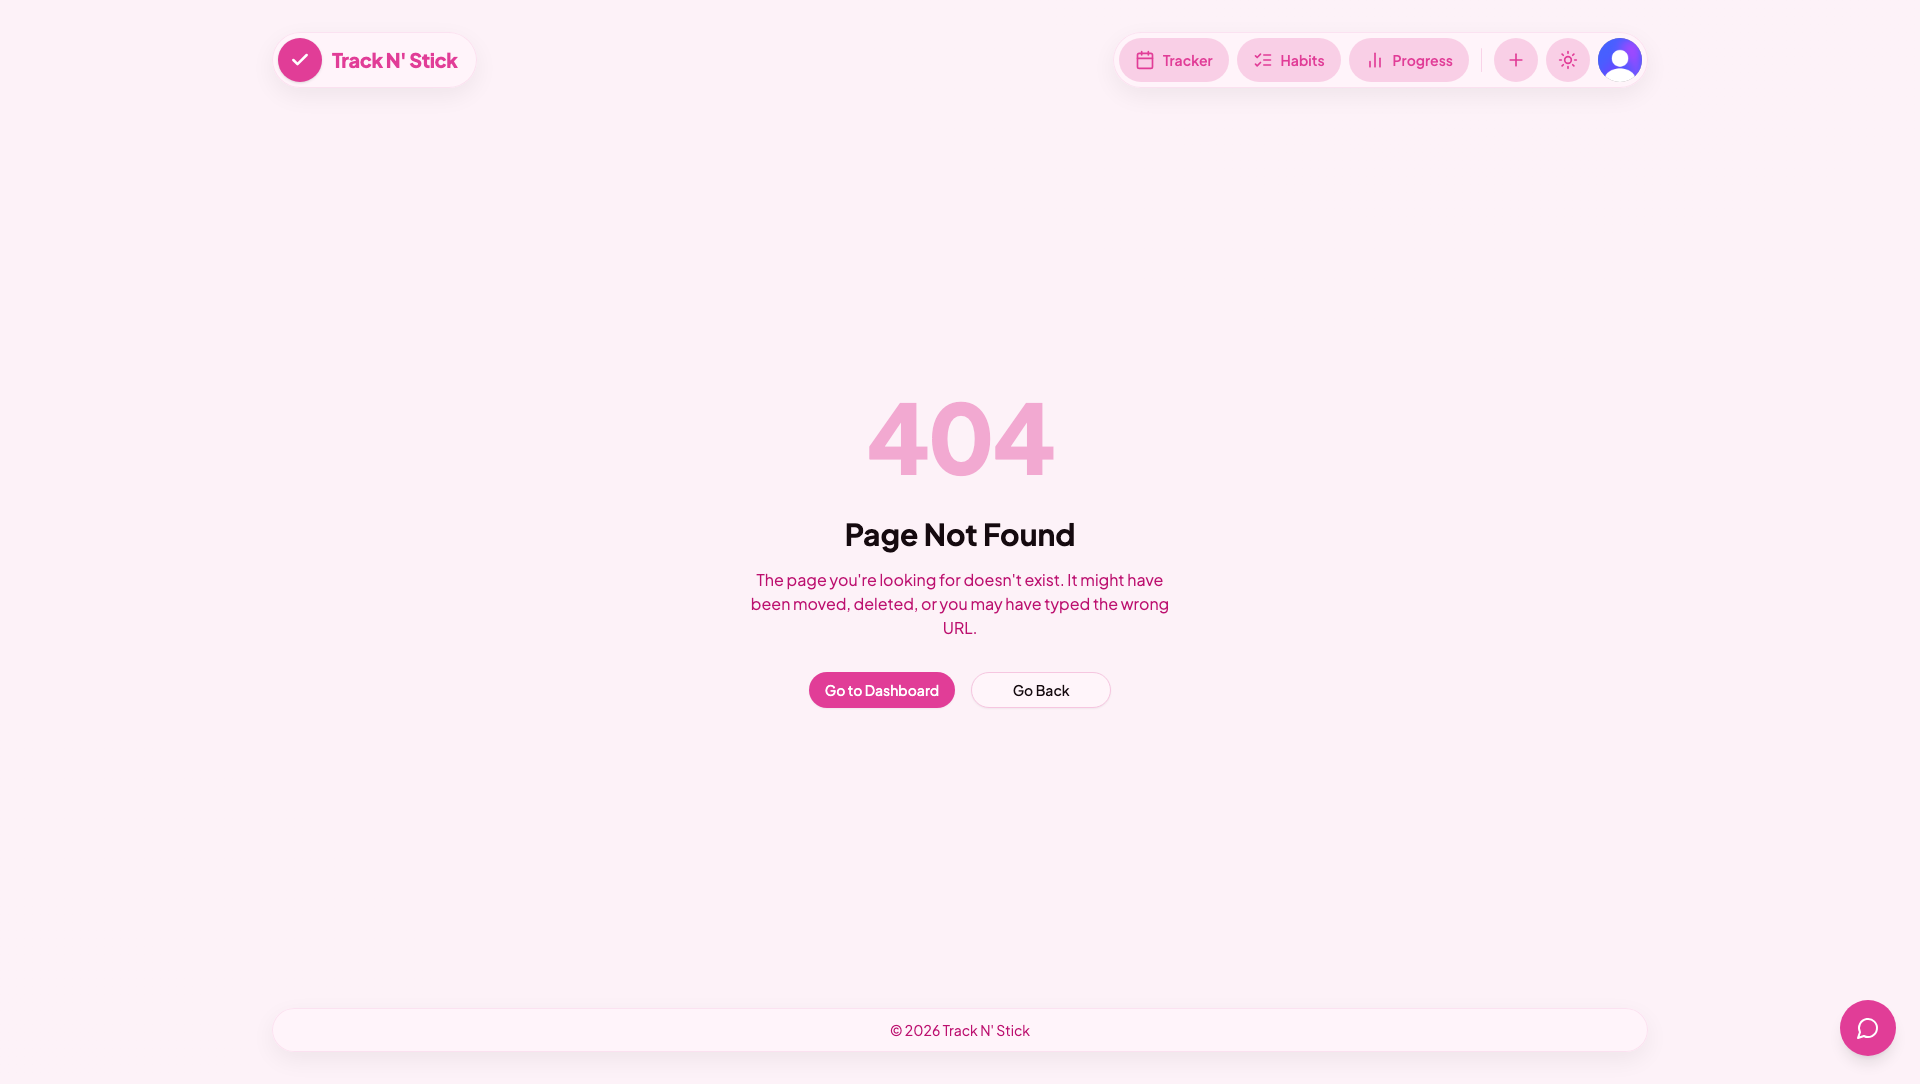 Track N' Stick
Tracker
Habits
Progress
404
Page Not Found
The page you're looking for doesn't exist. It might have
been moved, deleted, or you may have typed the wrong
URL.
Go to Dashboard
Go Back
© 2026 Track N' Stick